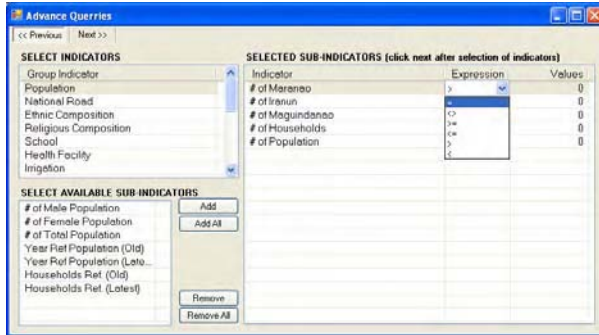 Advance Querries
<< Previous Next >>
SELECT INDICATORS
Group Indicator
Population
National Road
Ethnic Composition
Religious Composition
School
Health Facility
Irrigation
SELECT AVAILABLE SUB-INDICATORS
# of Male Population
# of Female Population
# of Total Population
Year Ref Population (Old)
Year Ref Population (Late...
Households Ref. (Old)
Households Ref. (Latest)
Add
Add All
Remove
Remove All
SELECTED SUB-INDICATORS (click next after selection of indicators)
Indicator Expression Values
# of Maranao > 0
# of Iranun = 0
# of Maguindanao <> 0
# of Households >= 0
# of Population <= 0
>
<